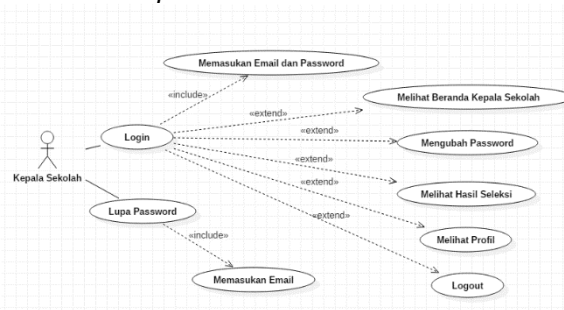 Memasukan Email dan Password
«include»
Melihat Beranda Kepala Sekolah
«extend»
Login
«extend»
Mengubah Password
«extend»
Kepala Sekolah
«extend»
Melihat Hasil Seleksi
Lupa Password
«extend»
«include»
Melihat Profil
Memasukan Email
Logout